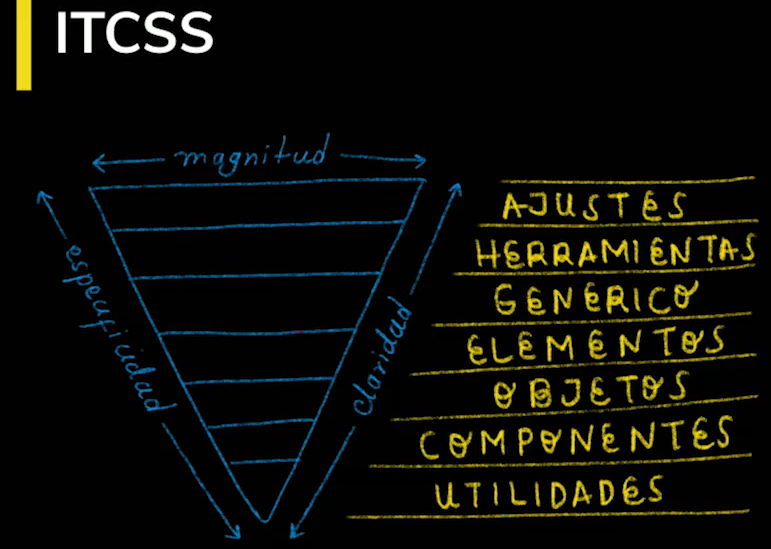 ITCSS
magnitud
especificidad
claridad
AJUSTES
HERRAMIENTAS
GENERICO
ELEMENTOS
OBJETOS
COMPONENTES
UTILIDADES